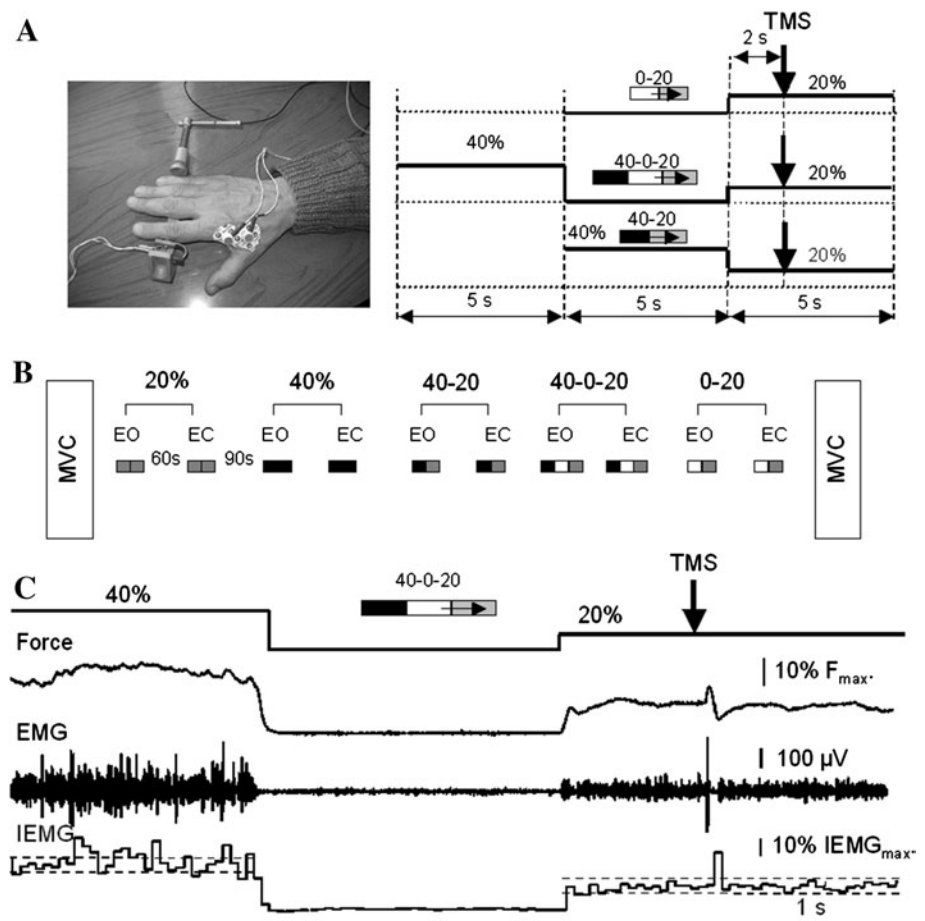 A
TMS
2 s
0-20
20%
40%
40-0-20
20%
40-20
40%
20%
5 s 5 s 5 s
B
20% 40% 40-20 40-0-20 0-20
MVC
EO EC EO EC EO EC EO EC EO EC
60s 90s
MVC
C
TMS
40-0-20
40%
20%
Force
10% Fmax.
EMG
100 µV
IEMG
10% IEMGmax.
1 s